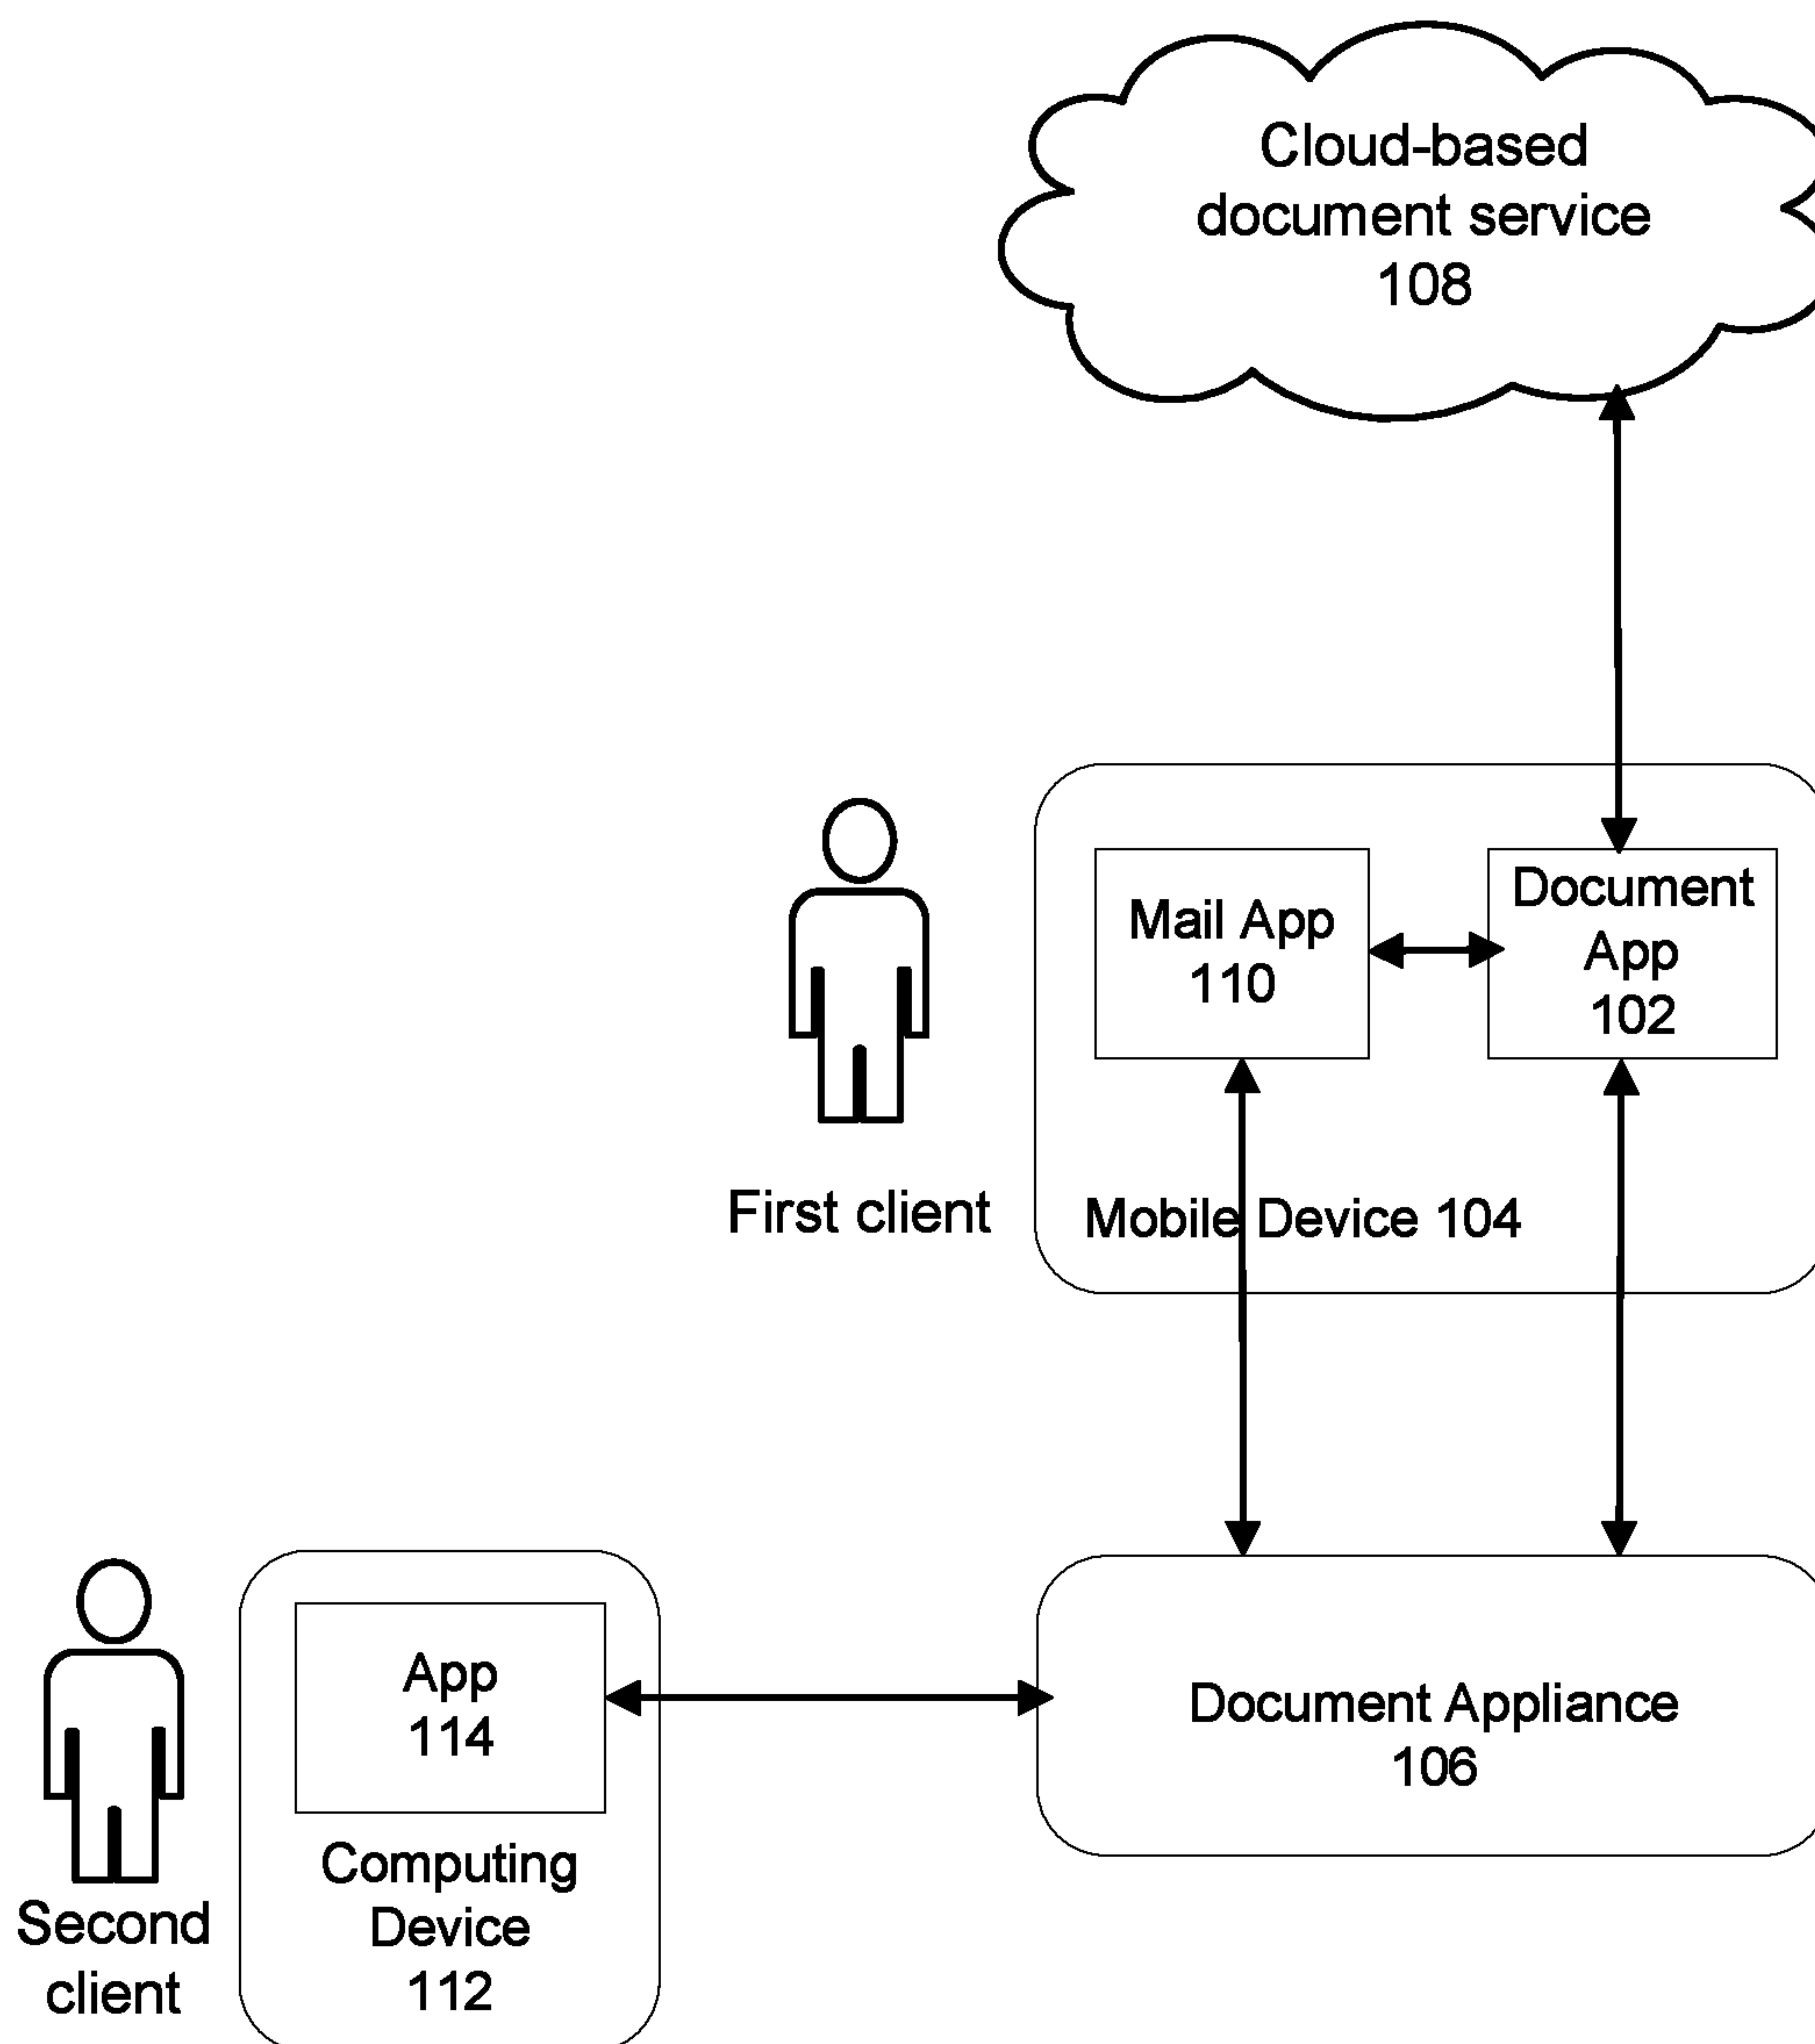 Cloud-based
document service
108
Mail App
110
Document
App
102
First client
Mobile Device 104
App
114
Computing
Device
112
Second
client
Document Appliance
106